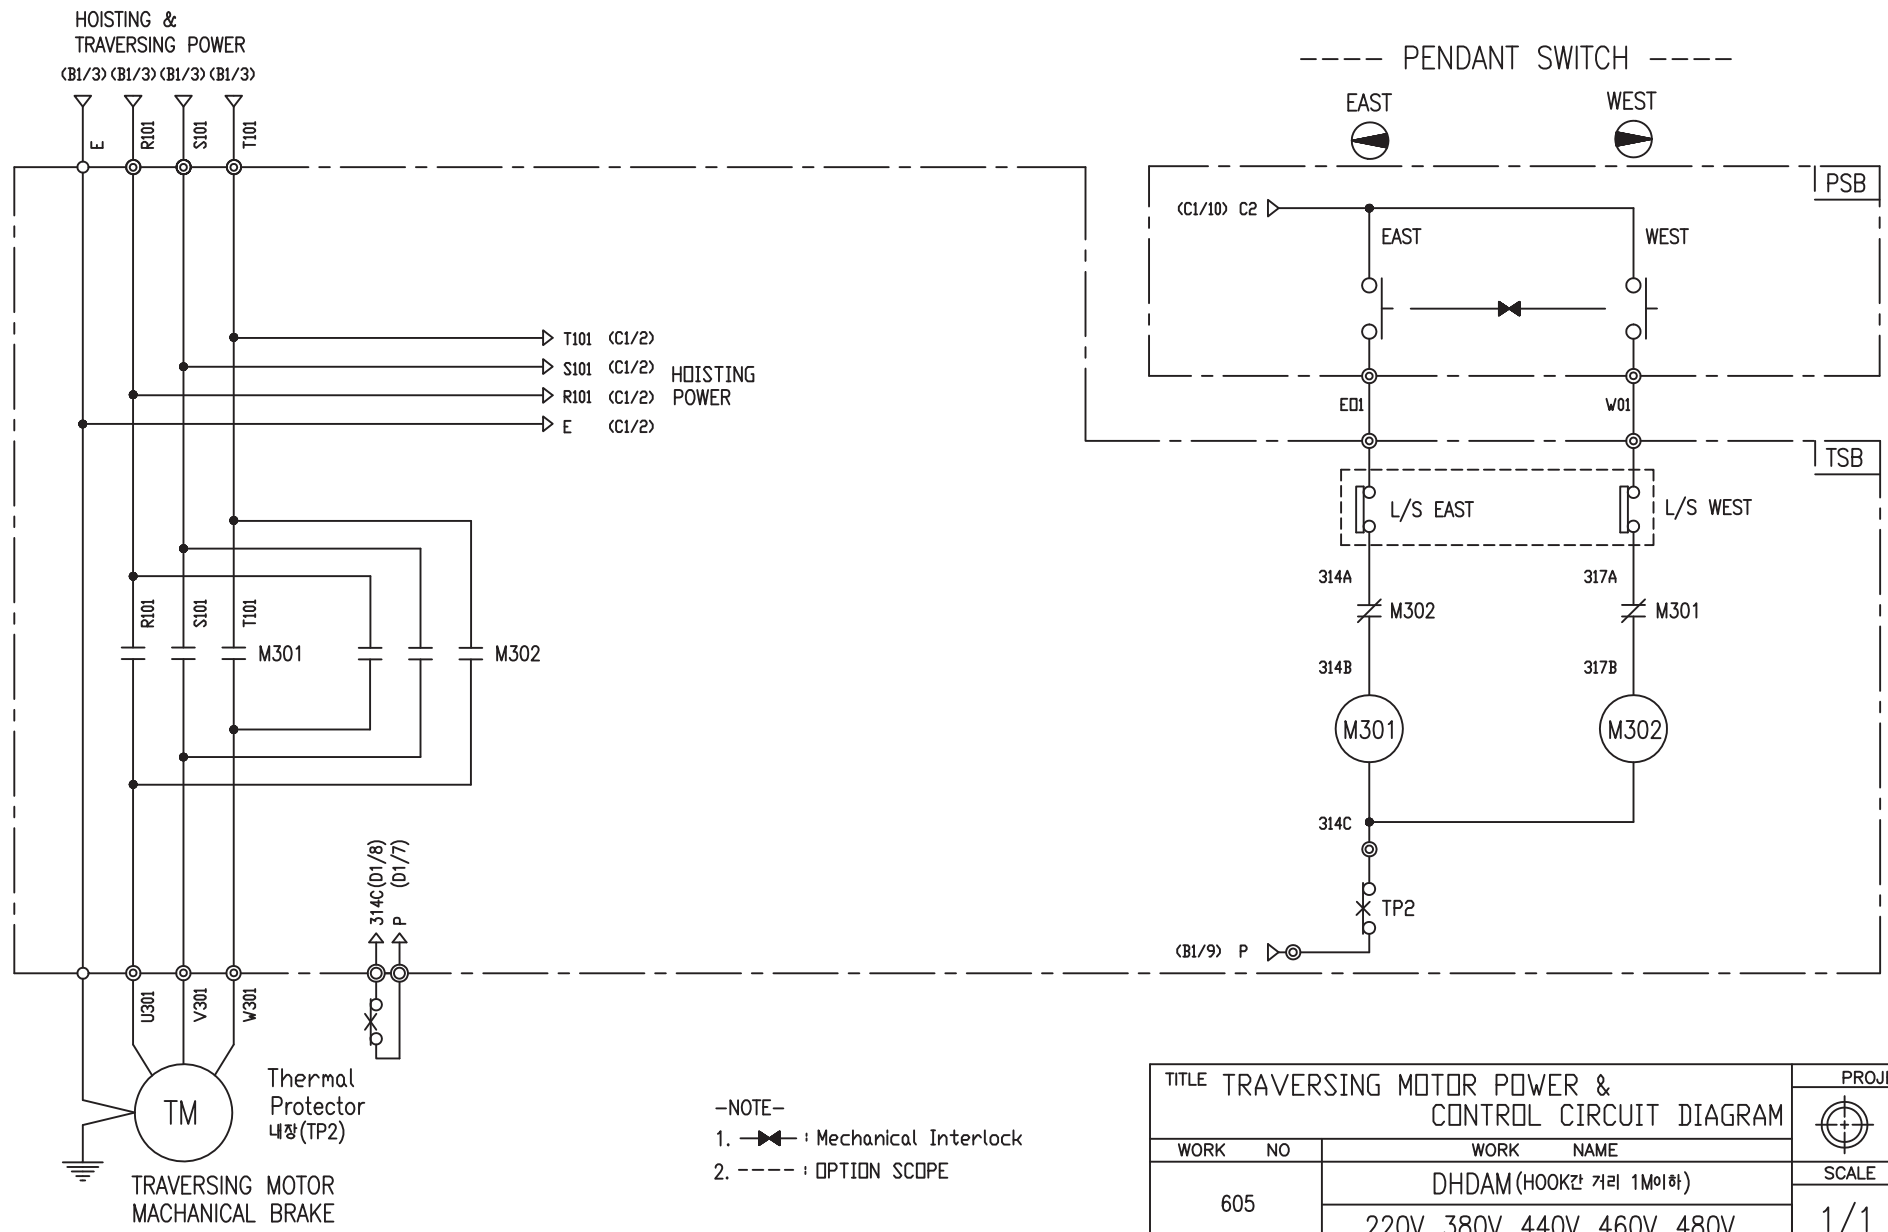 HOISTING &
TRAVERSING POWER
(B1/3) (B1/3) (B1/3) (B1/3)
E
R101
S101
T101
---- PENDANT SWITCH ----
EAST
WEST
PSB
(C1/10) C2
EAST
WEST
T101 (C1/2)
S101 (C1/2)
R101 (C1/2)
E (C1/2)
HOISTING
POWER
E01
W01
TSB
L/S EAST
L/S WEST
314A
317A
M302
M301
314B
317B
M301
M302
R101
S101
T101
M301
M302
314C
TP2
(B1/9) P
314C(D1/8)
P (D1/7)
U301
V301
W301
TM
Thermal
Protector
내장(TP2)
TRAVERSING MOTOR
MACHANICAL BRAKE
-NOTE-
1. : Mechanical Interlock
2. ---- : OPTION SCOPE
TITLE TRAVERSING MOTOR POWER &
CONTROL CIRCUIT DIAGRAM
PROJE
WORK NO
WORK NAME
SCALE
605
DHDAM(HOOK간 거리 1M이하)
220V 380V 440V 460V 480V
1/1